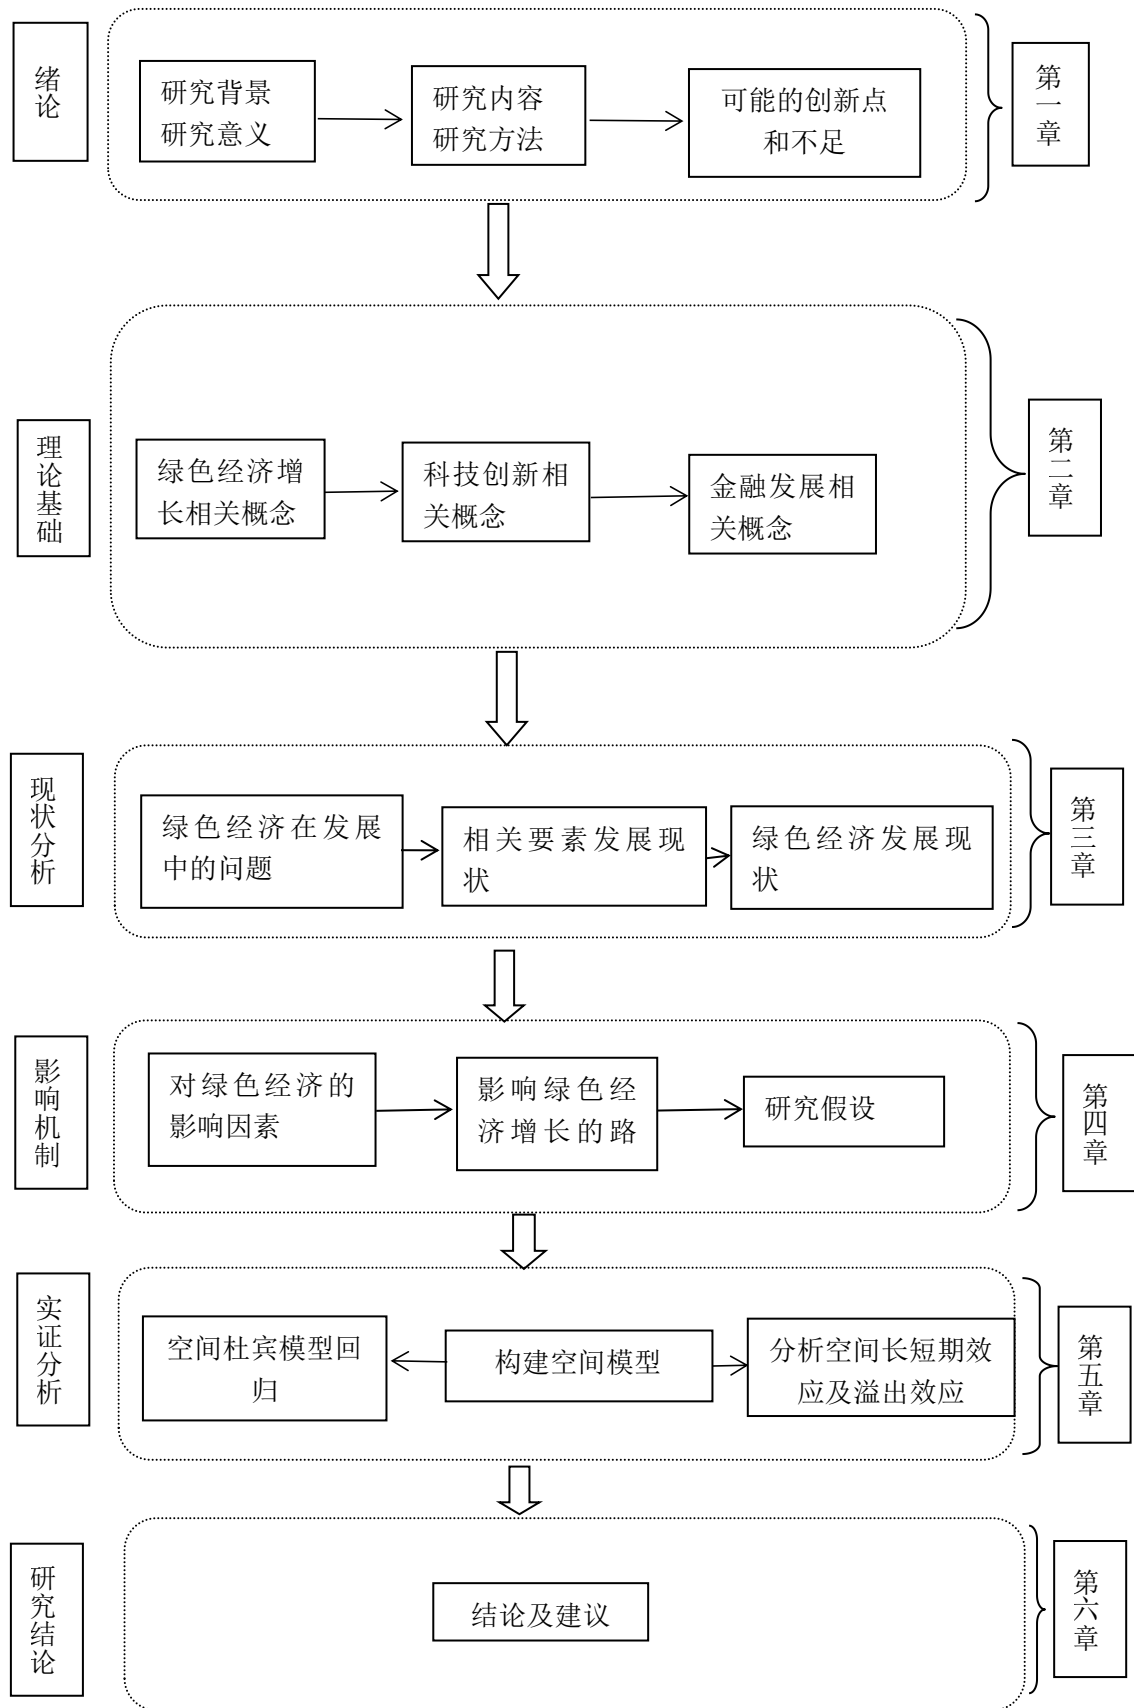 绪论
研究背景
研究意义
研究内容
研究方法
可能的创新点
和不足
第一章
理论基础
绿色经济增
长相关概念
科技创新相
关概念
金融发展相
关概念
第二章
现状分析
绿色经济在发展
中的问题
相关要素发展现
状
绿色经济发展现
状
第三章
影响机制
对绿色经济的
影响因素
影响绿色经
济增长的路
研究假设
第四章
实证分析
空间杜宾模型回
归
构建空间模型
分析空间长短期效
应及溢出效应
第五章
研究结论
结论及建议
第六章